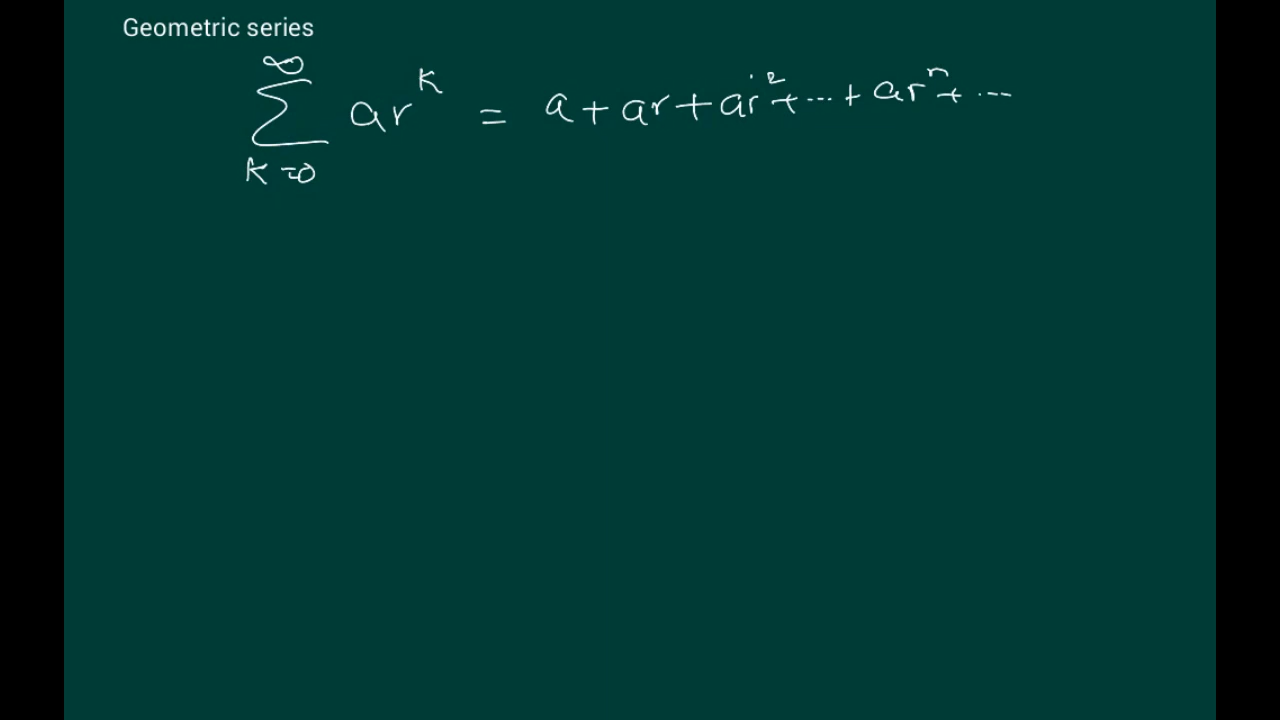 Geometric series
∞
∑ ar^k = a + ar + ar^2 + ... + ar^n + ...
k=0